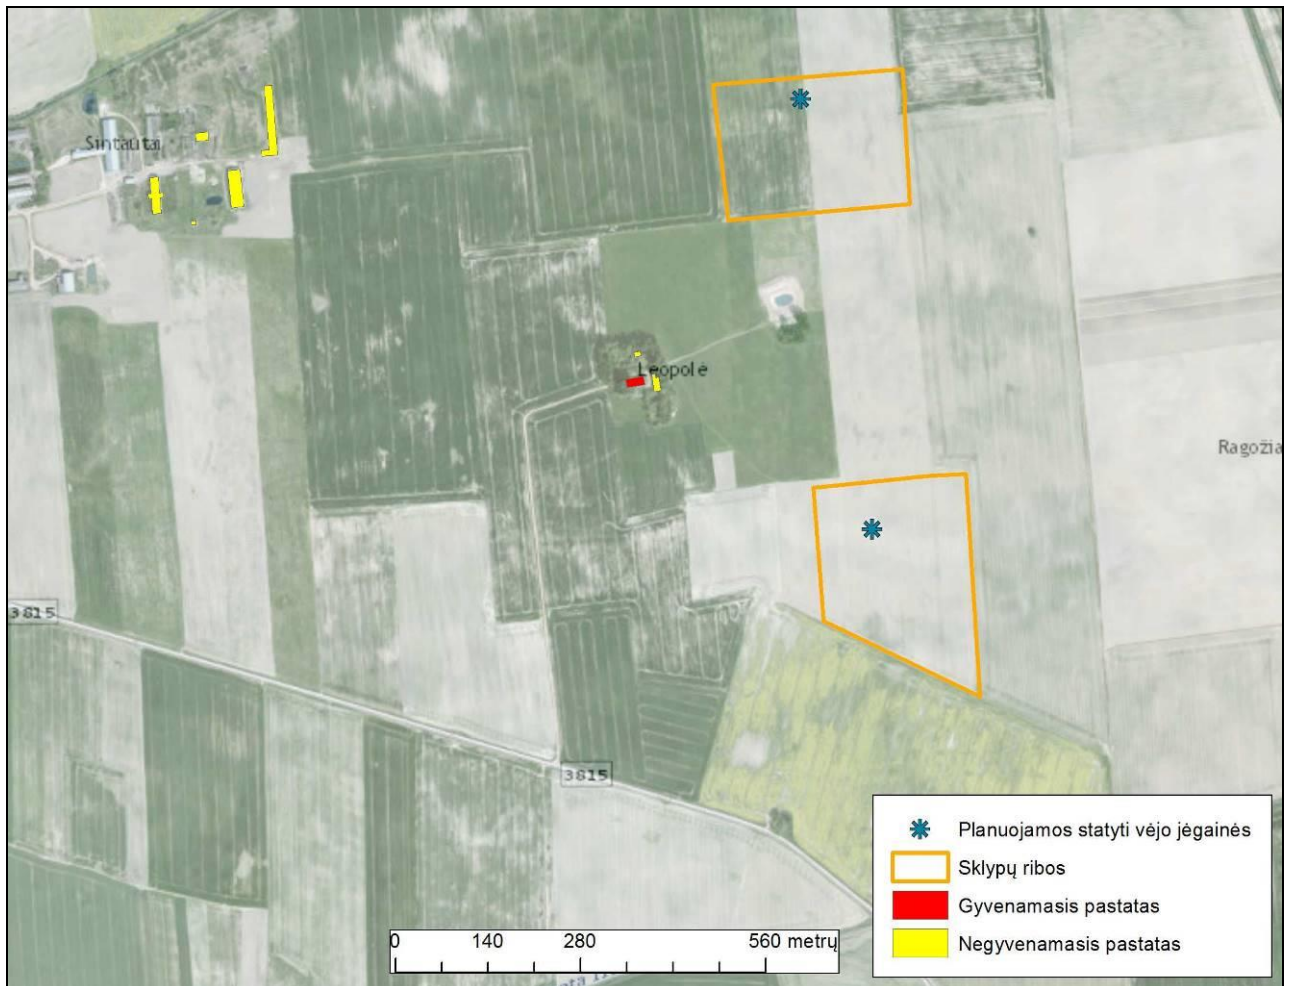 Sintautai
Leopolė
Ragožia
3815
3815
Planuojamos statyti vėjo jėgainės
Sklypų ribos
Gyvenamasis pastatas
Negyvenamasis pastatas
0 140 280 560 metrų